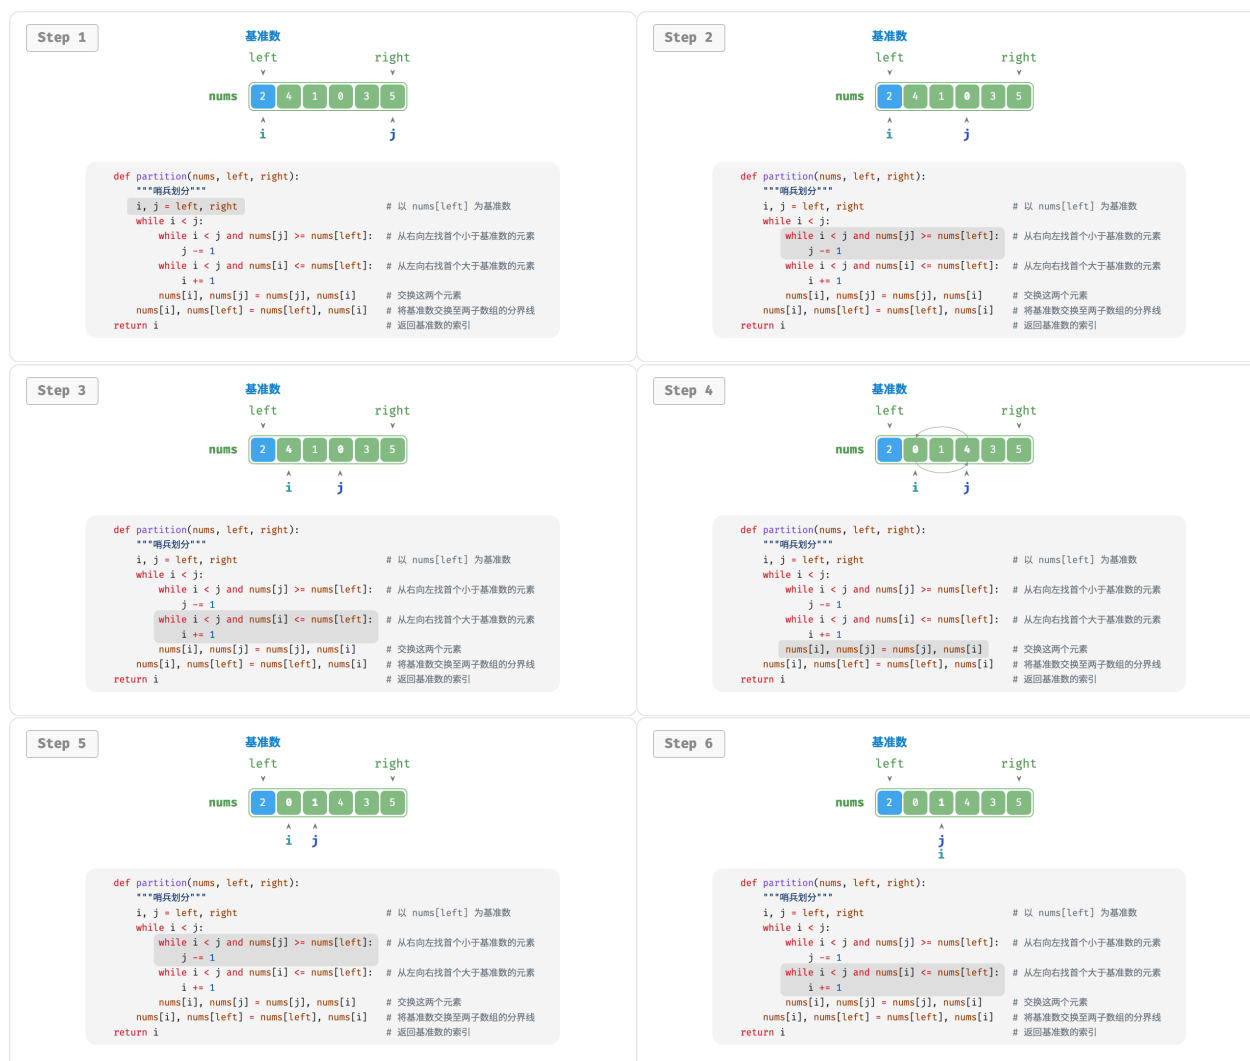 Step 1
基准数
left right
nums 2 4 1 0 3 5
i j
def partition(nums, left, right):
"""哨兵划分"""
i, j = left, right # 以 nums[left] 为基准数
while i < j:
while i < j and nums[j] >= nums[left]: # 从右向左找首个小于基准数的元素
j -= 1
while i < j and nums[i] <= nums[left]: # 从左向右找首个大于基准数的元素
i += 1
nums[i], nums[j] = nums[j], nums[i] # 交换这两个元素
nums[i], nums[left] = nums[left], nums[i] # 将基准数交换至两子数组的分界线
return i # 返回基准数的索引
Step 2
基准数
left right
nums 2 4 1 0 3 5
i j
def partition(nums, left, right):
"""哨兵划分"""
i, j = left, right # 以 nums[left] 为基准数
while i < j:
while i < j and nums[j] >= nums[left]: # 从右向左找首个小于基准数的元素
j -= 1
while i < j and nums[i] <= nums[left]: # 从左向右找首个大于基准数的元素
i += 1
nums[i], nums[j] = nums[j], nums[i] # 交换这两个元素
nums[i], nums[left] = nums[left], nums[i] # 将基准数交换至两子数组的分界线
return i # 返回基准数的索引
Step 3
基准数
left right
nums 2 4 1 0 3 5
i j
def partition(nums, left, right):
"""哨兵划分"""
i, j = left, right # 以 nums[left] 为基准数
while i < j:
while i < j and nums[j] >= nums[left]: # 从右向左找首个小于基准数的元素
j -= 1
while i < j and nums[i] <= nums[left]: # 从左向右找首个大于基准数的元素
i += 1
nums[i], nums[j] = nums[j], nums[i] # 交换这两个元素
nums[i], nums[left] = nums[left], nums[i] # 将基准数交换至两子数组的分界线
return i # 返回基准数的索引
Step 4
基准数
left right
nums 2 0 1 4 3 5
i j
def partition(nums, left, right):
"""哨兵划分"""
i, j = left, right # 以 nums[left] 为基准数
while i < j:
while i < j and nums[j] >= nums[left]: # 从右向左找首个小于基准数的元素
j -= 1
while i < j and nums[i] <= nums[left]: # 从左向右找首个大于基准数的元素
i += 1
nums[i], nums[j] = nums[j], nums[i] # 交换这两个元素
nums[i], nums[left] = nums[left], nums[i] # 将基准数交换至两子数组的分界线
return i # 返回基准数的索引
Step 5
基准数
left right
nums 2 0 1 4 3 5
i j
def partition(nums, left, right):
"""哨兵划分"""
i, j = left, right # 以 nums[left] 为基准数
while i < j:
while i < j and nums[j] >= nums[left]: # 从右向左找首个小于基准数的元素
j -= 1
while i < j and nums[i] <= nums[left]: # 从左向右找首个大于基准数的元素
i += 1
nums[i], nums[j] = nums[j], nums[i] # 交换这两个元素
nums[i], nums[left] = nums[left], nums[i] # 将基准数交换至两子数组的分界线
return i # 返回基准数的索引
Step 6
基准数
left right
nums 2 0 1 4 3 5
j
i
def partition(nums, left, right):
"""哨兵划分"""
i, j = left, right # 以 nums[left] 为基准数
while i < j:
while i < j and nums[j] >= nums[left]: # 从右向左找首个小于基准数的元素
j -= 1
while i < j and nums[i] <= nums[left]: # 从左向右找首个大于基准数的元素
i += 1
nums[i], nums[j] = nums[j], nums[i] # 交换这两个元素
nums[i], nums[left] = nums[left], nums[i] # 将基准数交换至两子数组的分界线
return i # 返回基准数的索引